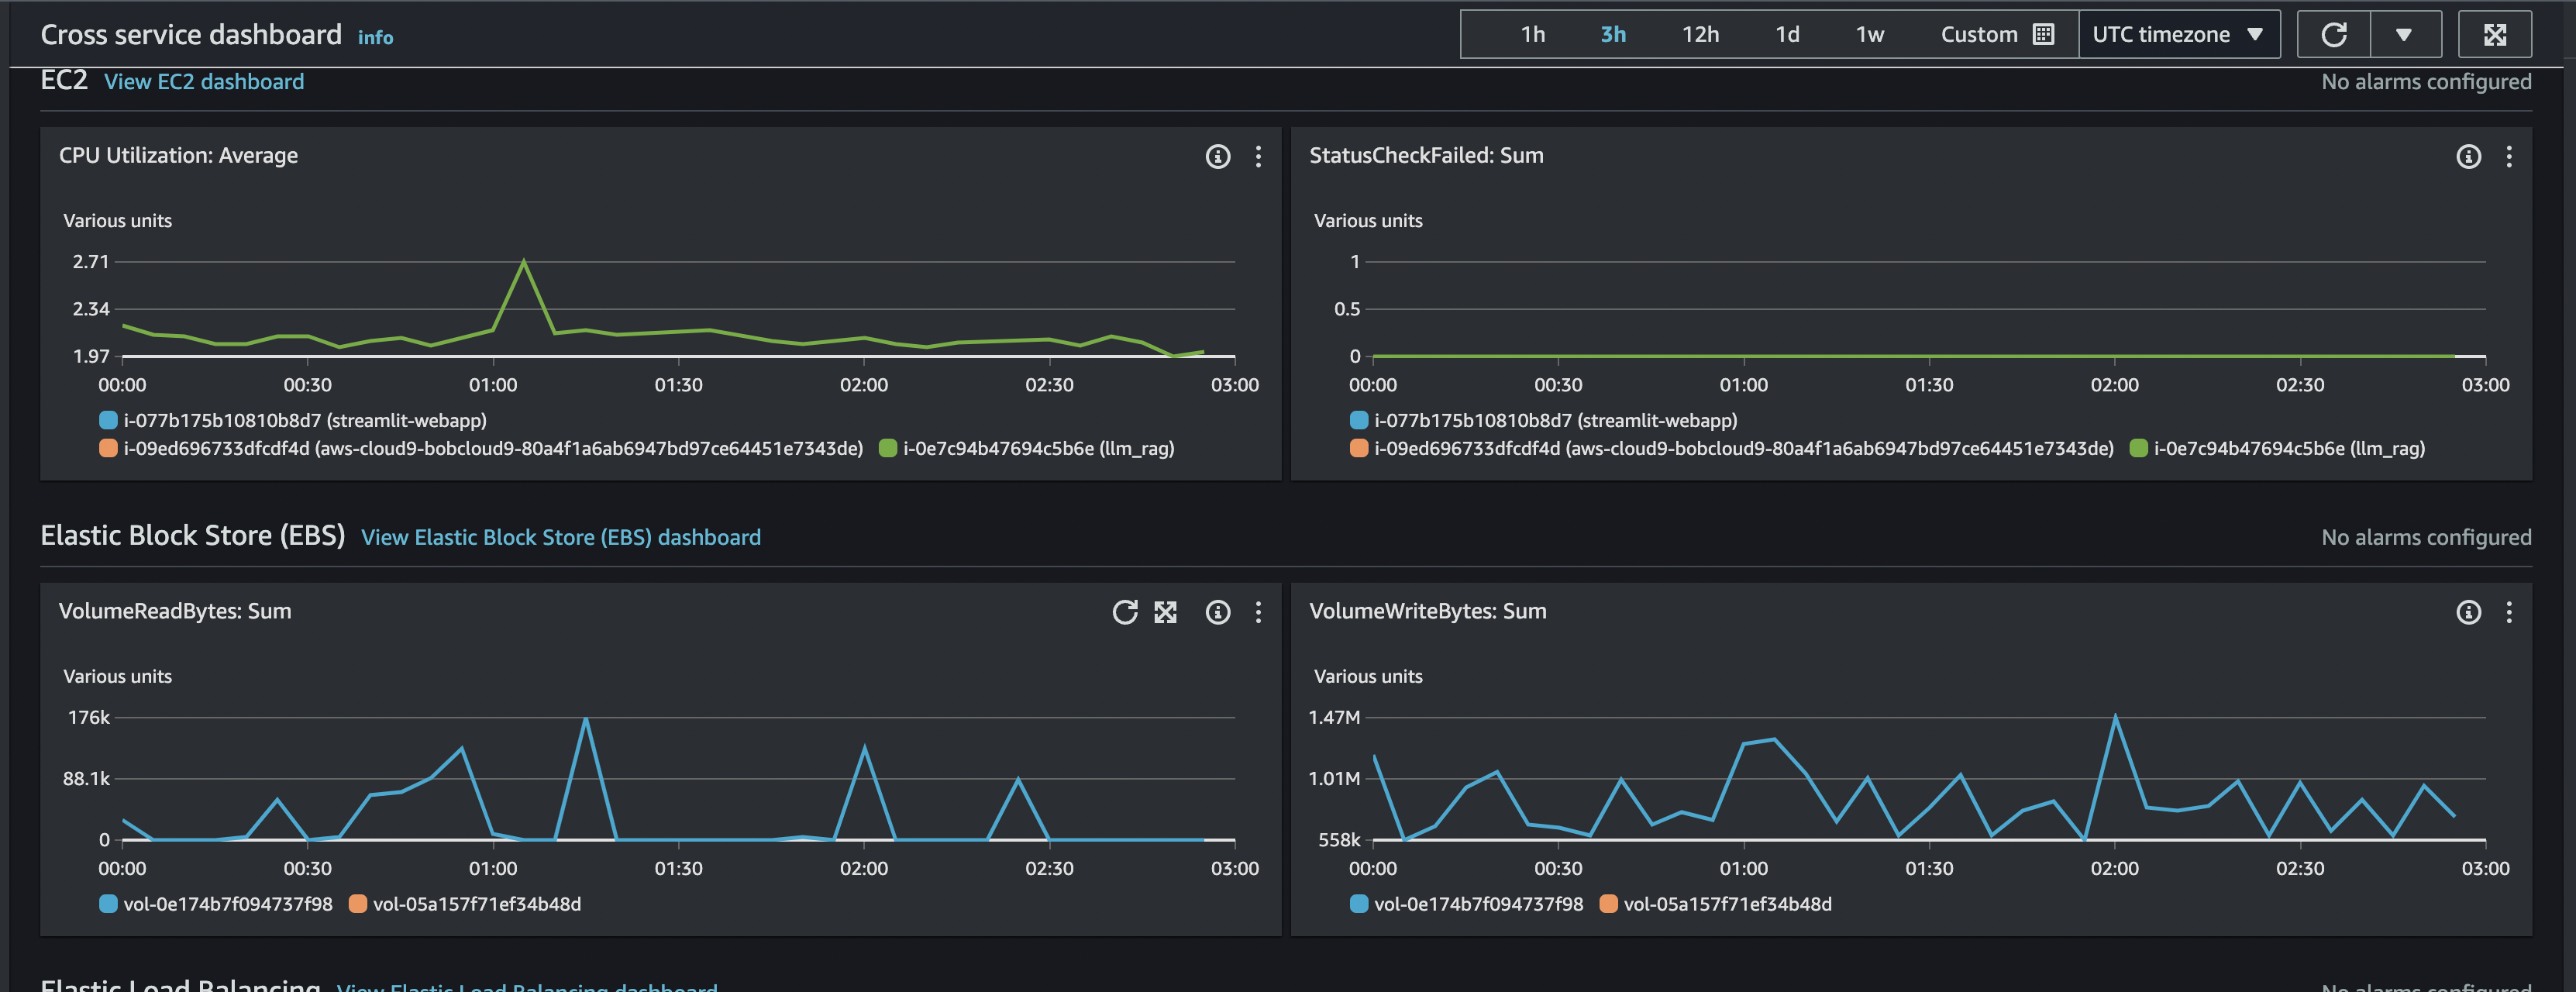 Cross service dashboard info 1h 3h 12h 1d 1w Custom UTC timezone
EC2 View EC2 dashboard No alarms configured
CPU Utilization: Average
Various units
2.71
2.34
1.97
00:00 00:30 01:00 01:30 02:00 02:30 03:00
i-077b175b10810b8d7 (streamlit-webapp)
i-09ed696733dfcdf4d (aws-cloud9-bobcloud9-80a4f1a6ab6947bd97ce64451e7343de) i-0e7c94b47694c5b6e (llm_rag)
StatusCheckFailed: Sum
Various units
1
0.5
0
00:00 00:30 01:00 01:30 02:00 02:30 03:00
i-077b175b10810b8d7 (streamlit-webapp)
i-09ed696733dfcdf4d (aws-cloud9-bobcloud9-80a4f1a6ab6947bd97ce64451e7343de) i-0e7c94b47694c5b6e (llm_rag)
Elastic Block Store (EBS) View Elastic Block Store (EBS) dashboard No alarms configured
VolumeReadBytes: Sum
Various units
176k
88.1k
0
00:00 00:30 01:00 01:30 02:00 02:30 03:00
vol-0e174b7f094737f98 vol-05a157f71ef34b48d
VolumeWriteBytes: Sum
Various units
1.47M
1.01M
558k
00:00 00:30 01:00 01:30 02:00 02:30 03:00
vol-0e174b7f094737f98 vol-05a157f71ef34b48d
Elastic Load Balancing View Elastic Load Balancing dashboard No alarms configured